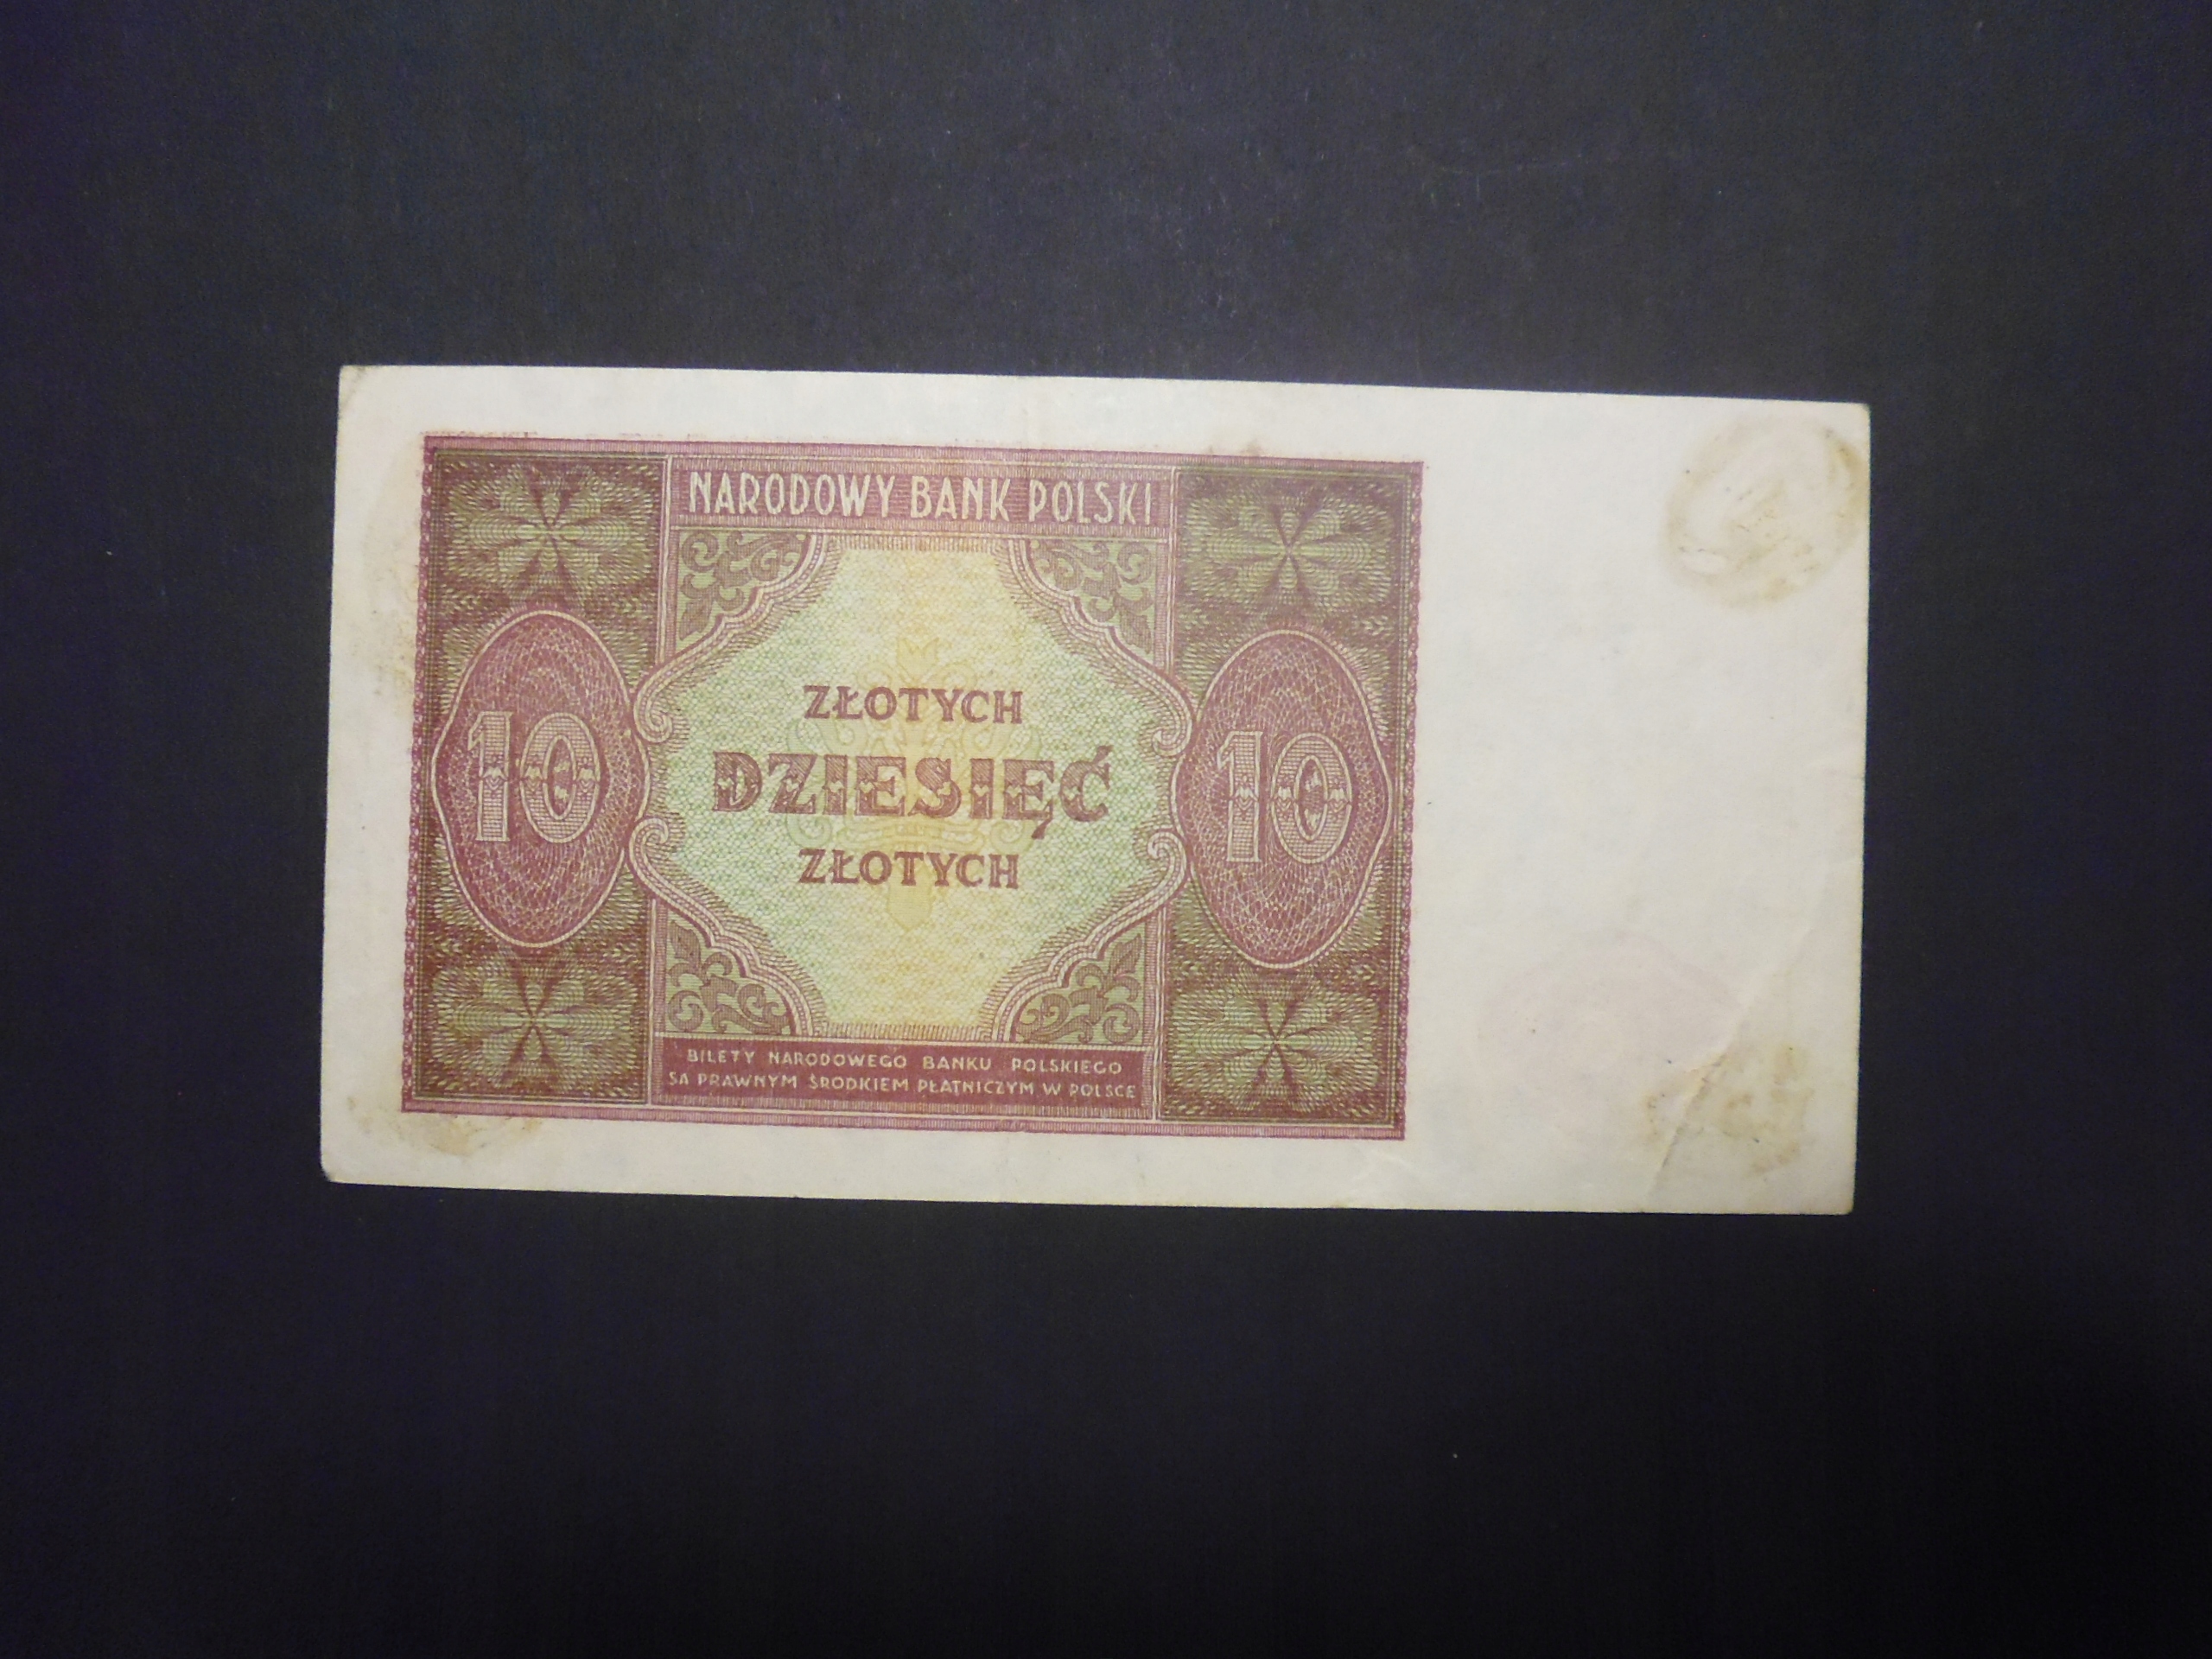 NARODOWY BANK POLSKI
ZŁOTYCH
DZIESIĘĆ
ZŁOTYCH
10
10
BILETY NARODOWEGO BANKU POLSKIEGO
SĄ PRAWNYM ŚRODKIEM PŁATNICZYM W POLSCE